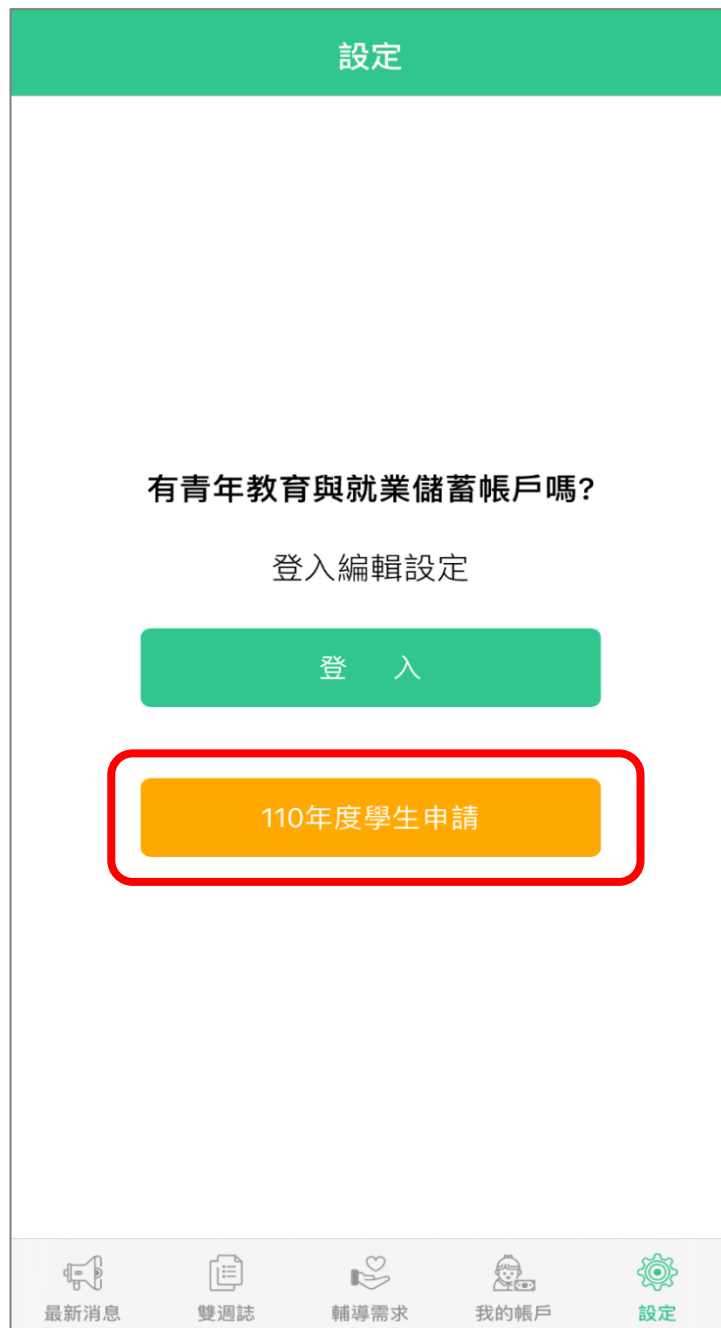 設定
有青年教育與就業儲蓄帳戶嗎?
登入編輯設定
登 入
110年度學生申請
最新消息 雙週誌 輔導需求 我的帳戶 設定